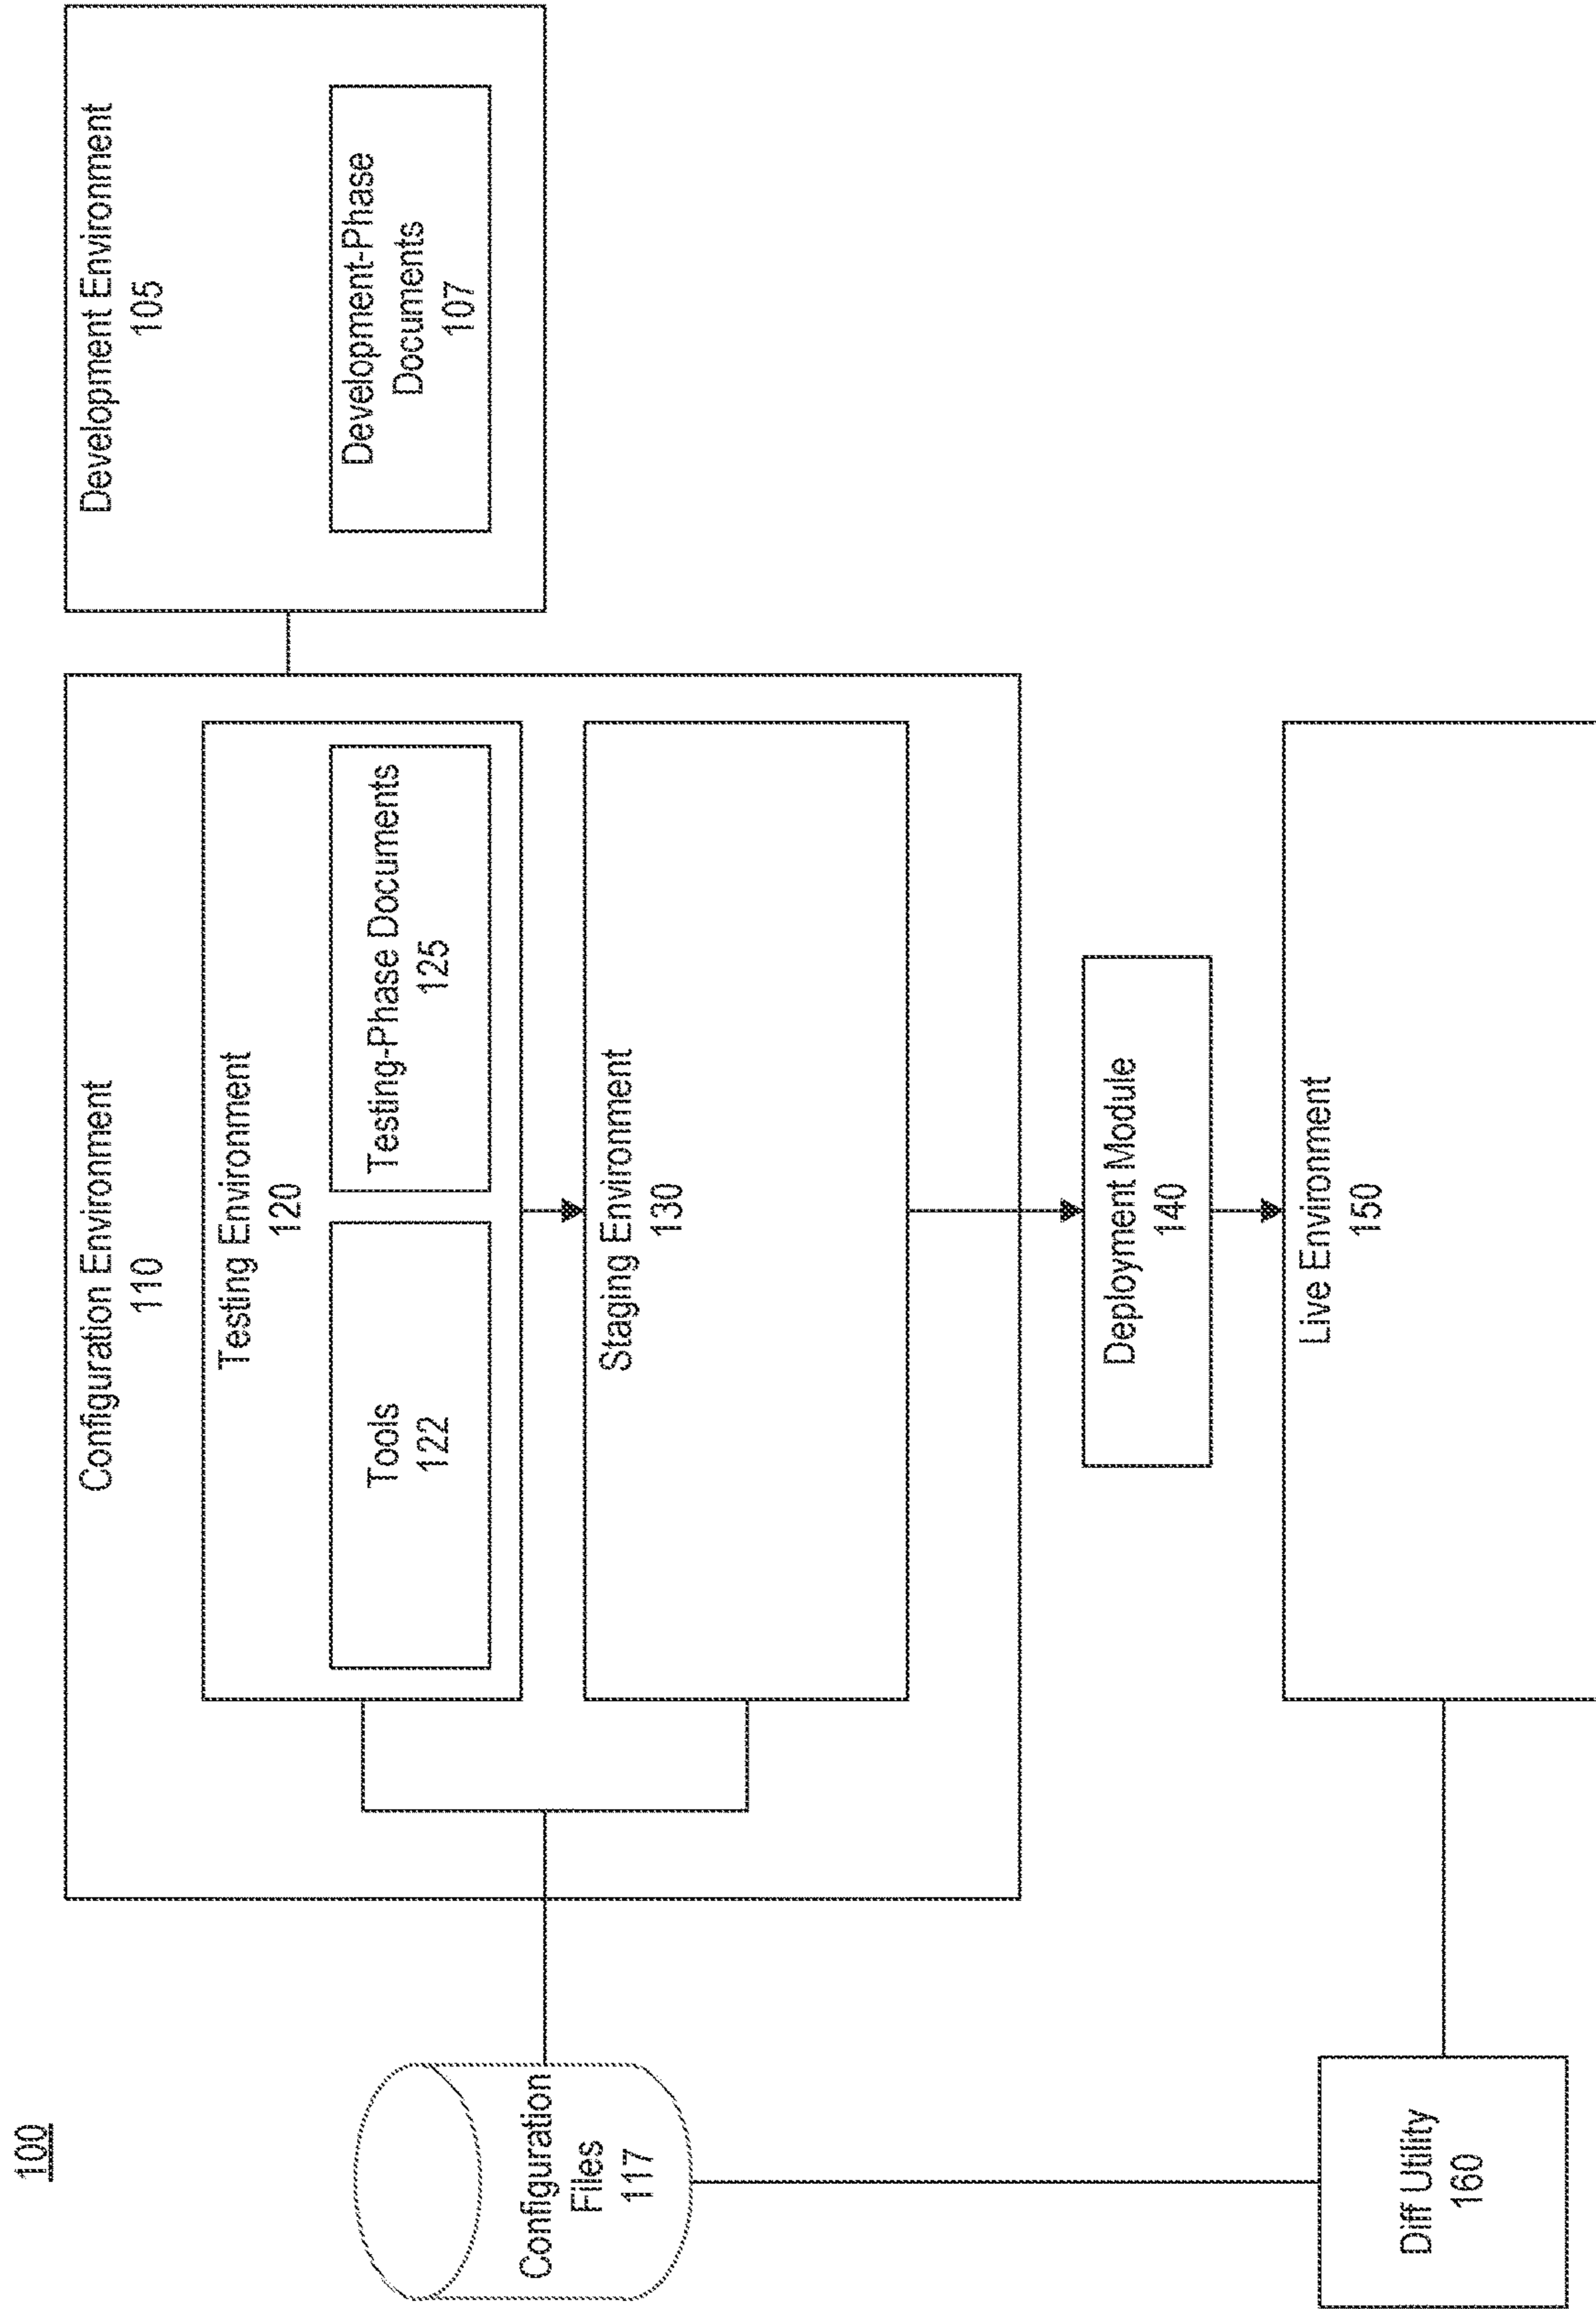 100
Configuration Environment
110
Development Environment
105
Testing Environment
120
Tools
122
Testing-Phase Documents
125
Development-Phase
Documents
107
Configuration
Files
117
Staging Environment
130
Deployment Module
140
Diff Utility
160
Live Environment
150